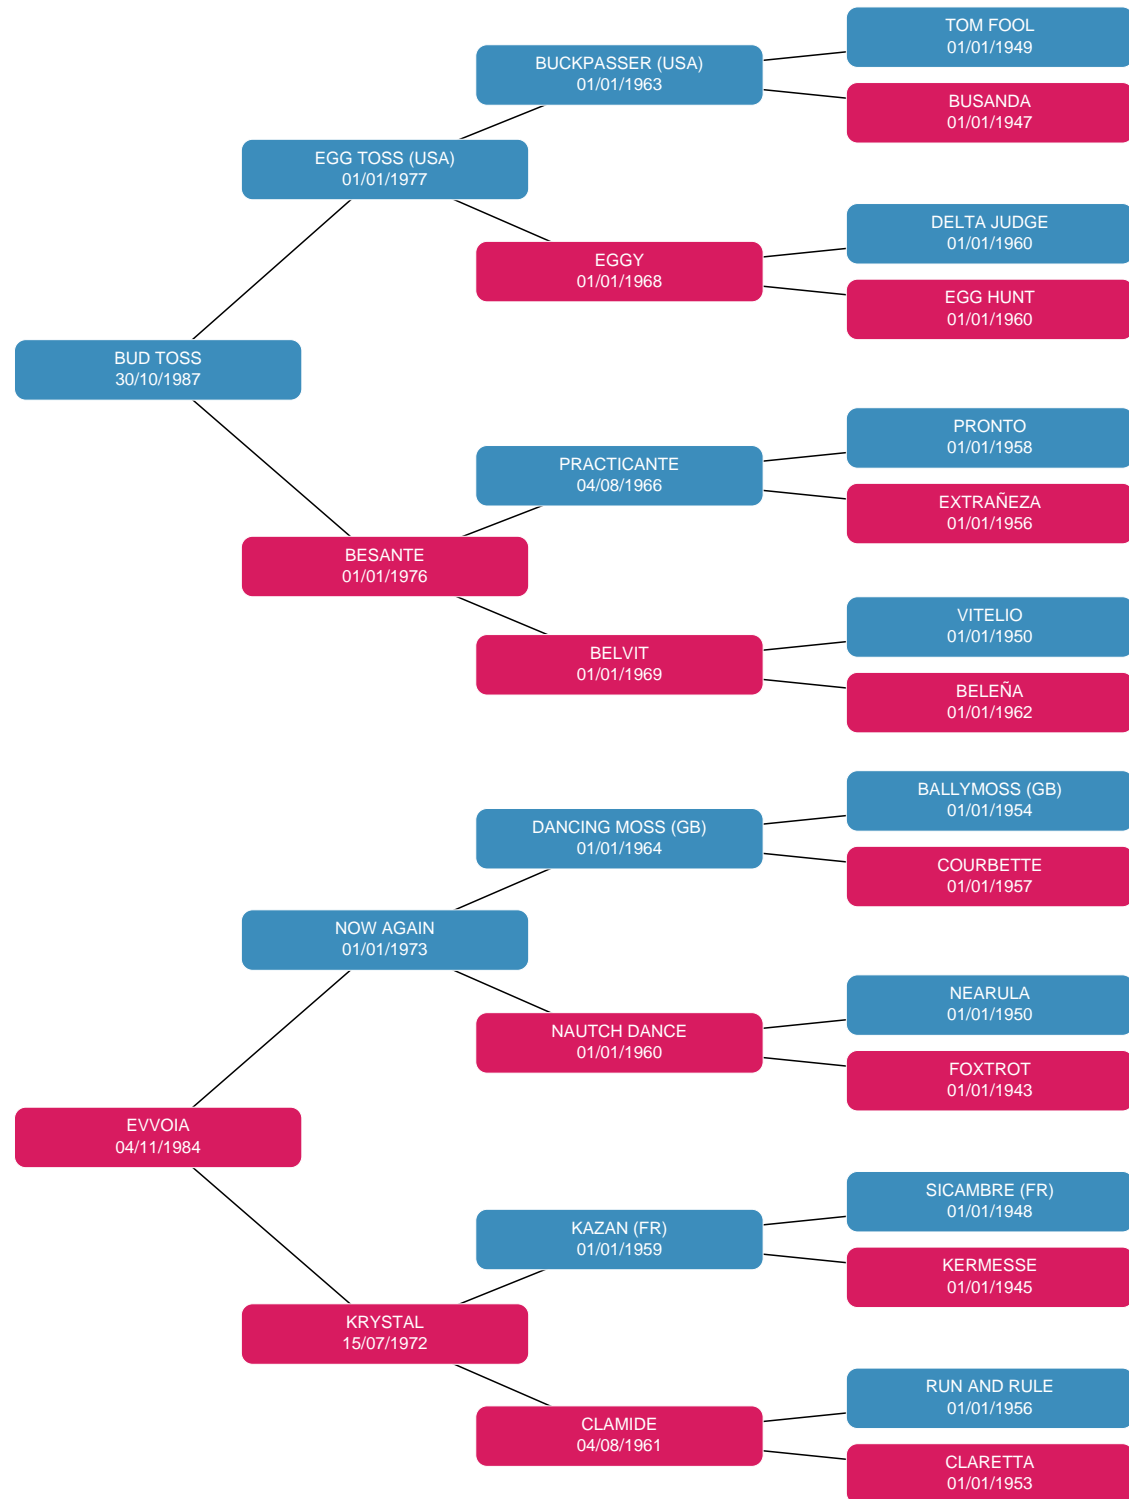 TOM FOOL
01/01/1949
BUCKPASSER (USA)
01/01/1963
BUSANDA
01/01/1947
EGG TOSS (USA)
01/01/1977
DELTA JUDGE
01/01/1960
EGGY
01/01/1968
EGG HUNT
01/01/1960
BUD TOSS
30/10/1987
PRONTO
01/01/1958
PRACTICANTE
04/08/1966
EXTRAÑEZA
01/01/1956
BESANTE
01/01/1976
VITELIO
01/01/1950
BELVIT
01/01/1969
BELEÑA
01/01/1962
BALLYMOSS (GB)
01/01/1954
DANCING MOSS (GB)
01/01/1964
COURBETTE
01/01/1957
NOW AGAIN
01/01/1973
NEARULA
01/01/1950
NAUTCH DANCE
01/01/1960
FOXTROT
01/01/1943
EVVOIA
04/11/1984
SICAMBRE (FR)
01/01/1948
KAZAN (FR)
01/01/1959
KERMESSE
01/01/1945
KRYSTAL
15/07/1972
RUN AND RULE
01/01/1956
CLAMIDE
04/08/1961
CLARETTA
01/01/1953